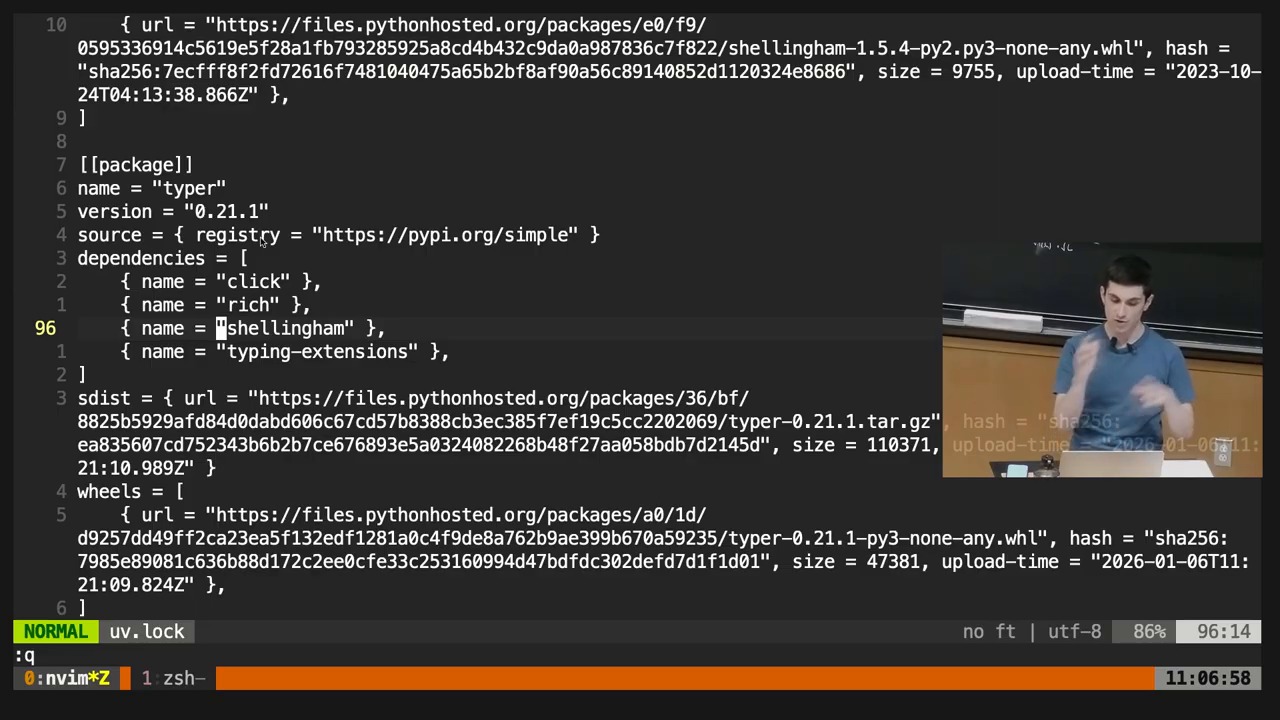 10 { url = "https://files.pythonhosted.org/packages/e0/f9/
0595336914c5619e5f28a1fb793285925a8cd4b432c9da0a987836c7f822/shellingham-1.5.4-py2.py3-none-any.whl", hash =
"sha256:7ecfff8f2fd72616f7481040475a65b2bf8af90a56c89140852d1120324e8686", size = 9755, upload-time = "2023-10-
24T04:13:38.866Z" },
9 ]
8
7 [[package]]
6 name = "typer"
5 version = "0.21.1"
4 source = { registry = "https://pypi.org/simple" }
3 dependencies = [
2 { name = "click" },
1 { name = "rich" },
96 { name = "shellingham" },
1 { name = "typing-extensions" },
2 ]
3 sdist = { url = "https://files.pythonhosted.org/packages/36/bf/
8825b5929afd84d0dabd606c67cd57b8388cb3ec385f7ef19c5cc2202069/typer-0.21.1.tar.gz", hash = "sha256:
ea835607cd752343b6b2b7ce676893e5a0324082268b48f27aa058bdb7d2145d", size = 110371, upload-time = "2026-01-06T11:
21:10.989Z" }
4 wheels = [
5 { url = "https://files.pythonhosted.org/packages/a0/1d/
d9257dd49ff2ca23ea5f132edf1281a0c4f9de8a762b9ae399b670a59235/typer-0.21.1-py3-none-any.whl", hash = "sha256:
7985e89081c636b88d172c2ee0cfe33c253160994d47bdfdc302defd7d1f1d01", size = 47381, upload-time = "2026-01-06T11:
21:09.824Z" },
6 ]
NORMAL uv.lock no ft | utf-8 86% 96:14
:q
0:nvim*Z 1:zsh- 11:06:58